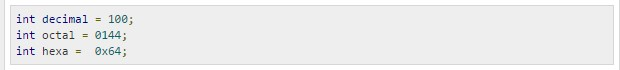 int decimal = 100;
int octal = 0144;
int hexa =  0x64;